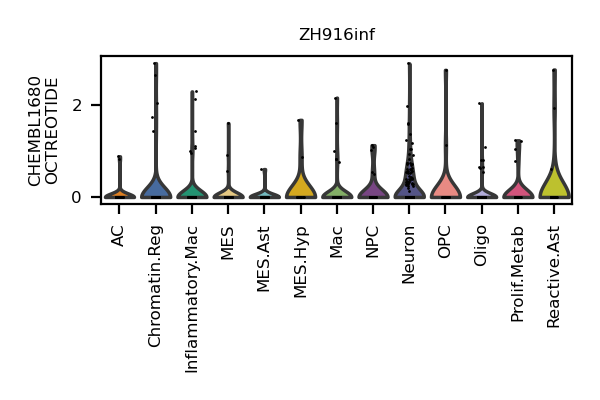 ZH916inf
CHEMBL1680
OCTREOTIDE
2
0
AC
Chromatin.Reg
Inflammatory.Mac
MES
MES.Ast
MES.Hyp
Mac
NPC
Neuron
OPC
Oligo
Prolif.Metab
Reactive.Ast